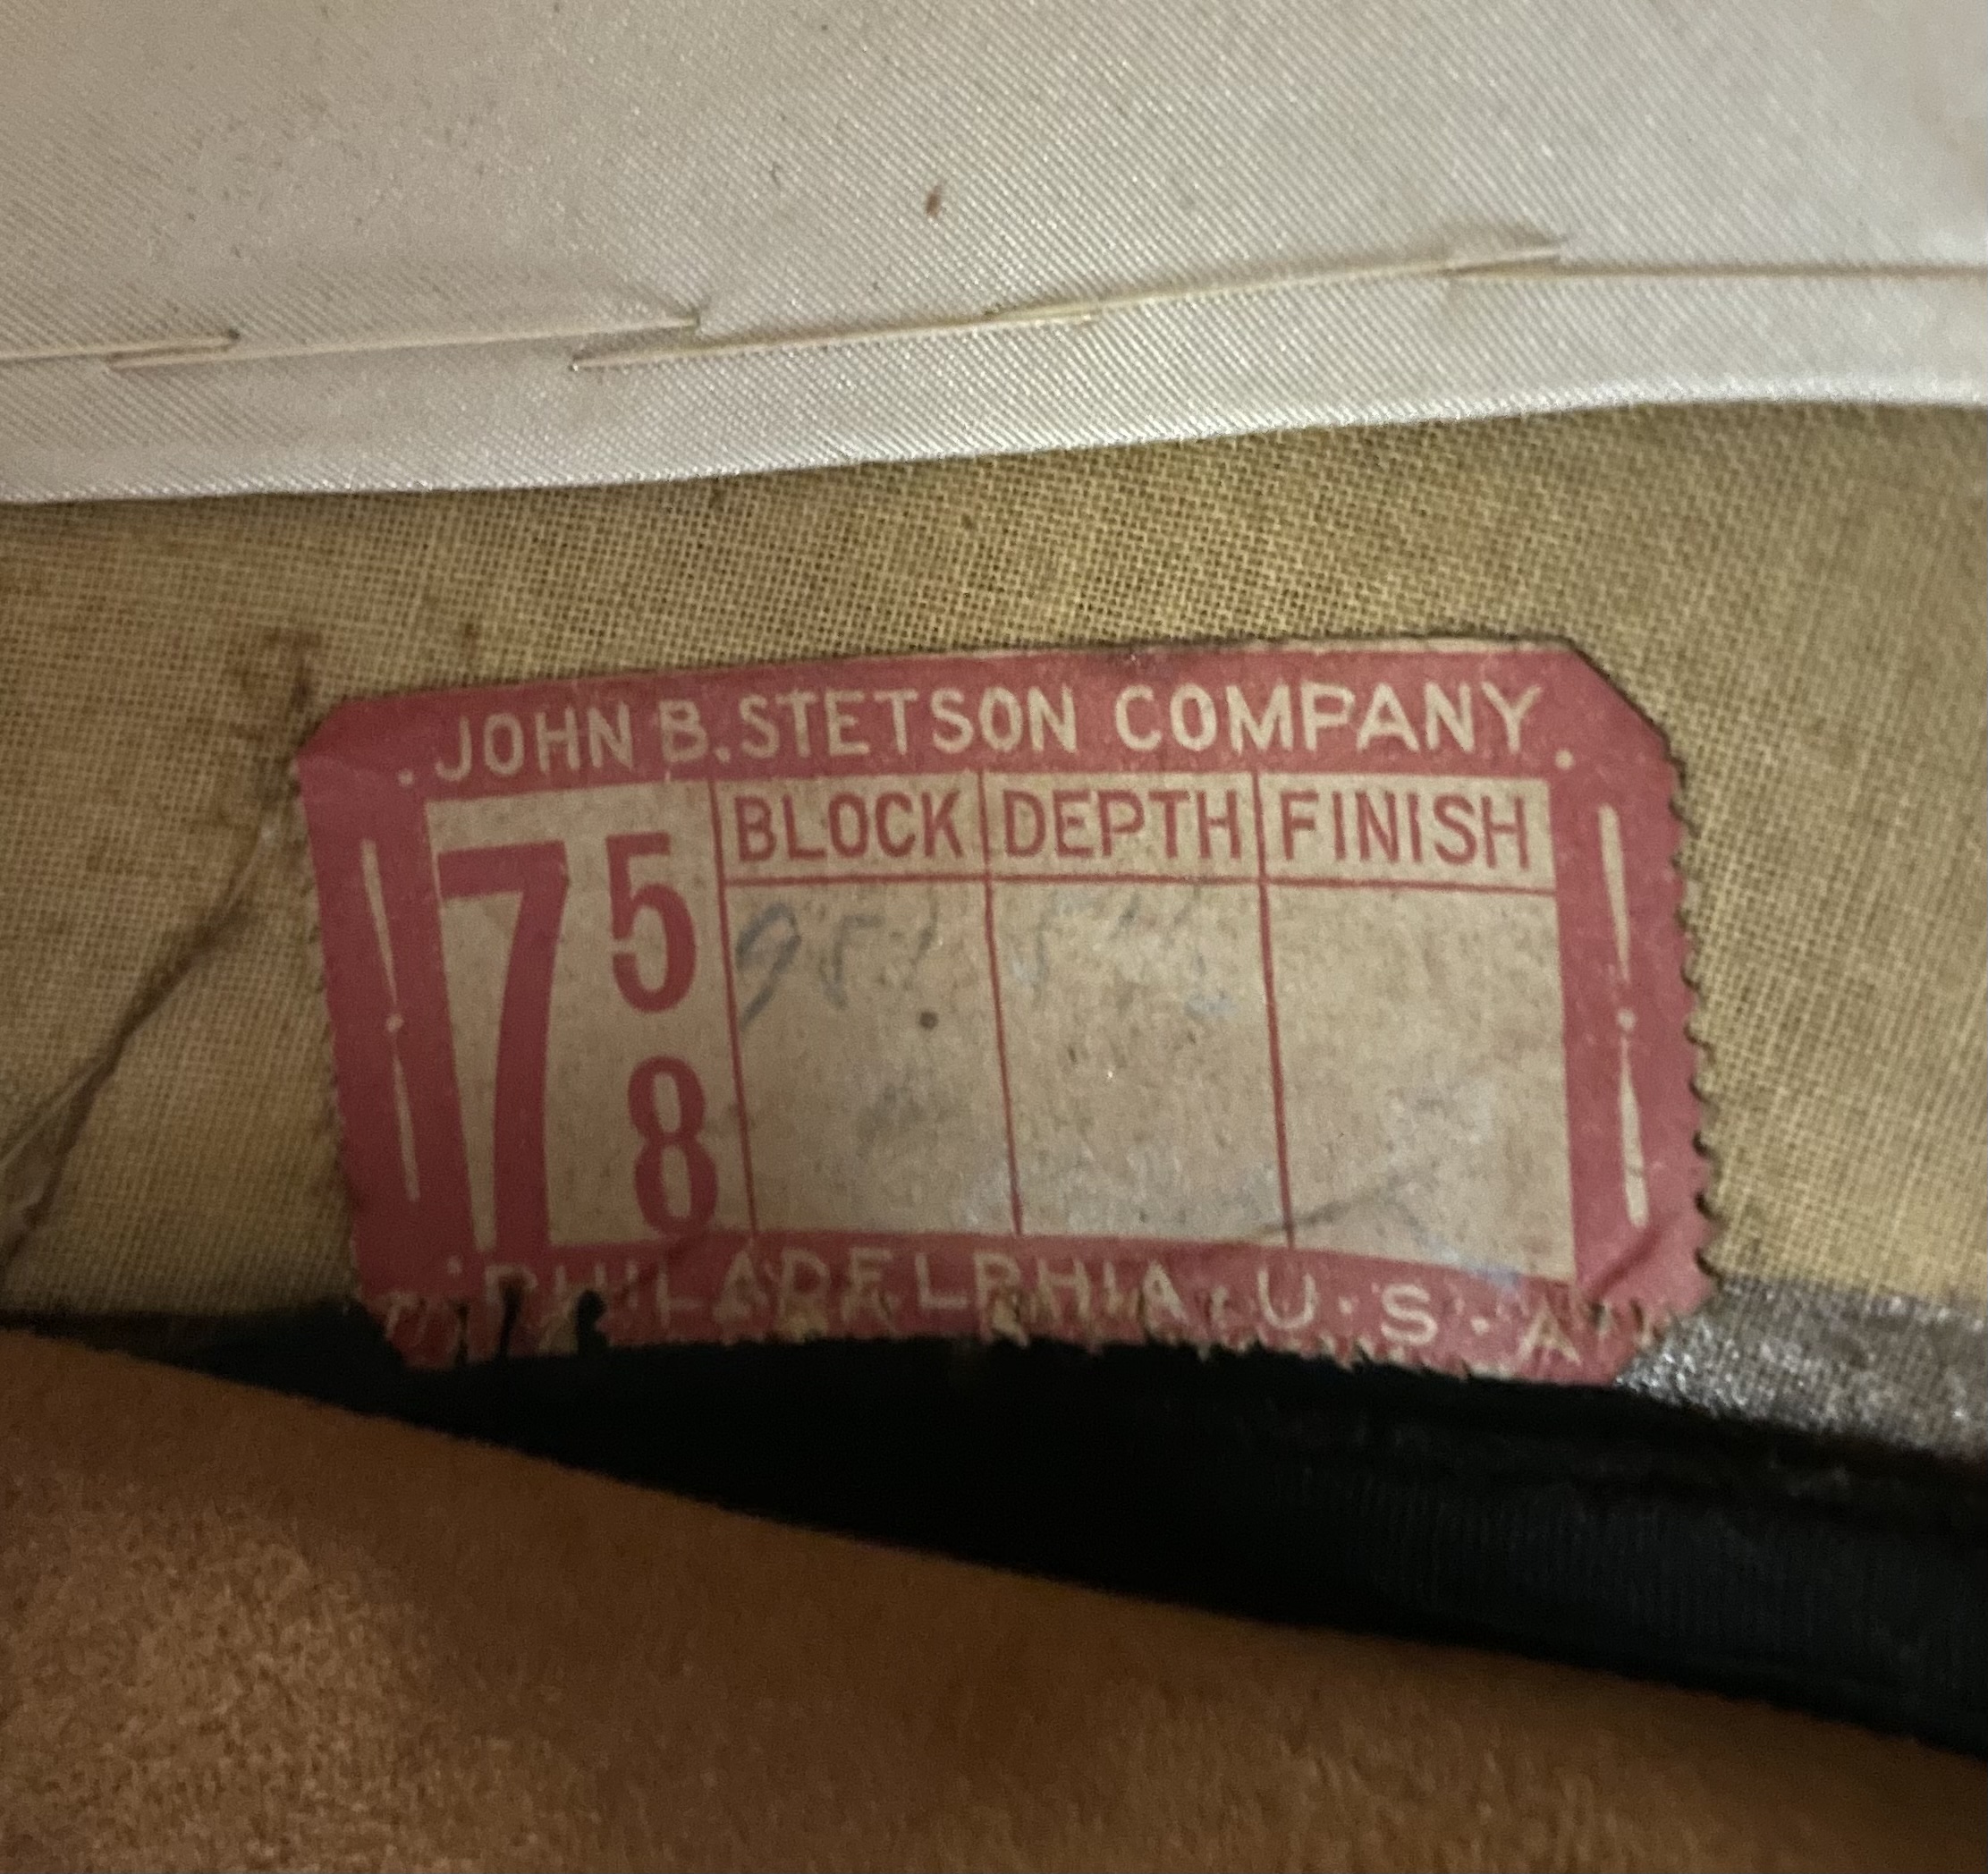 . JOHN B. STETSON COMPANY .
7 5/8 BLOCK DEPTH FINISH
PHILADELPHIA · U · S · A